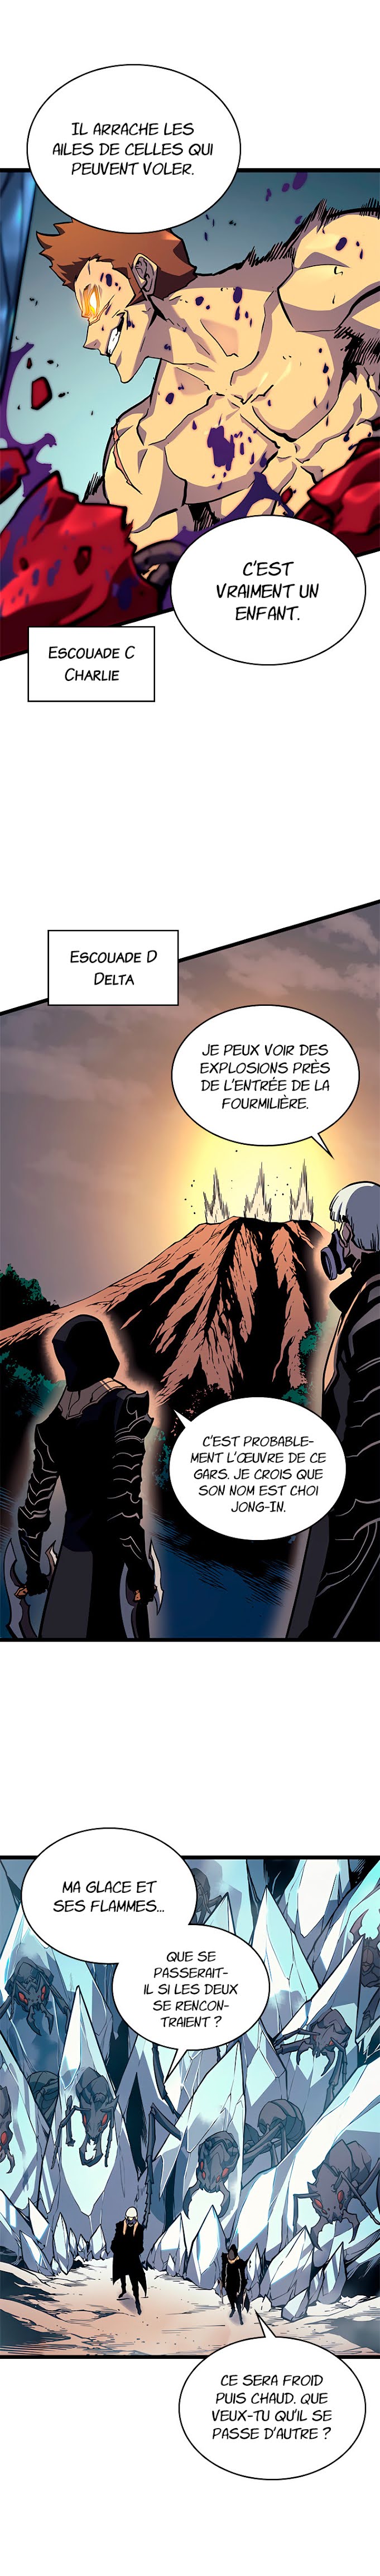 IL ARRACHE LES
AILES DE CELLES QUI
PEUVENT VOLER.
C'EST
VRAIMENT UN
ENFANT.
ESCOUADE C
CHARLIE
ESCOUADE D
DELTA
JE PEUX VOIR DES
EXPLOSIONS PRÈS
DE L'ENTRÉE DE LA
FOURMILIÈRE.
C'EST PROBABLE-
MENT L'ŒUVRE DE CE
GARS. JE CROIS QUE
SON NOM EST CHOI
JONG-IN.
MA GLACE ET
SES FLAMMES...
QUE SE
PASSERAIT-
IL SI LES DEUX
SE RENCON-
TRAIENT ?
CE SERA FROID
PUIS CHAUD. QUE
VEUX-TU QU'IL SE
PASSE D'AUTRE ?